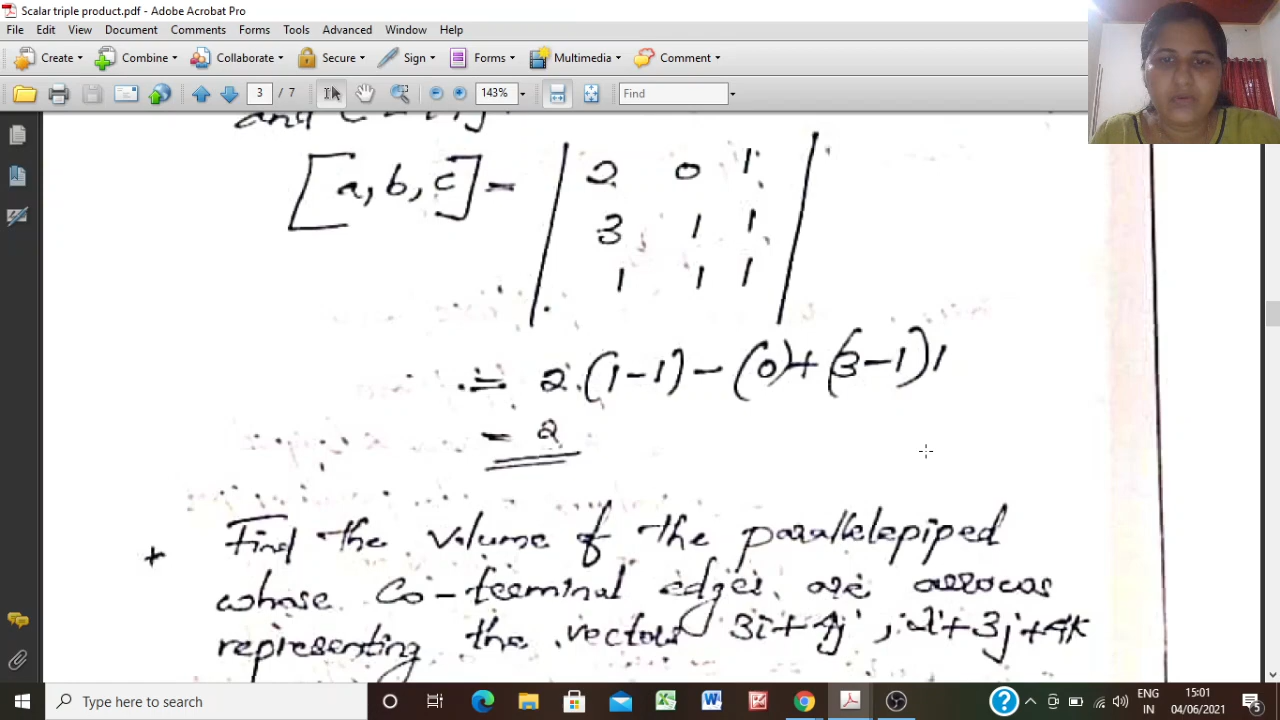 Scalar triple product.pdf - Adobe Acrobat Pro
File Edit View Document Comments Forms Tools Advanced Window Help
Create Combine Collaborate Secure Sign Forms Multimedia Comment
3 / 7 143% Find
and
[a, b, c] = | 2 0 1 |
| 3 1 1 |
| 1 1 1 |
= 2.(1-1) - (0) + (3-1)1
= 2
+ Find the volume of the parallelepiped
whose Co-terminal edges are arrows
representing the vectors 3i+4j, 2i+3j+4k
Type here to search
ENG 15:01
IN 04/06/2021 5